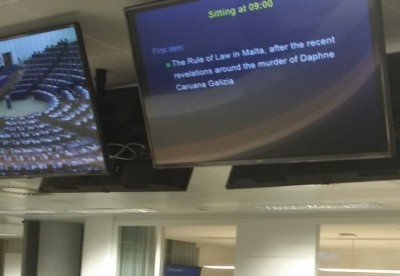 Sitting at 09:00
First item:
The Rule of Law in Malta, after the recent
revelations around the murder of Daphne
Caruana Galizia